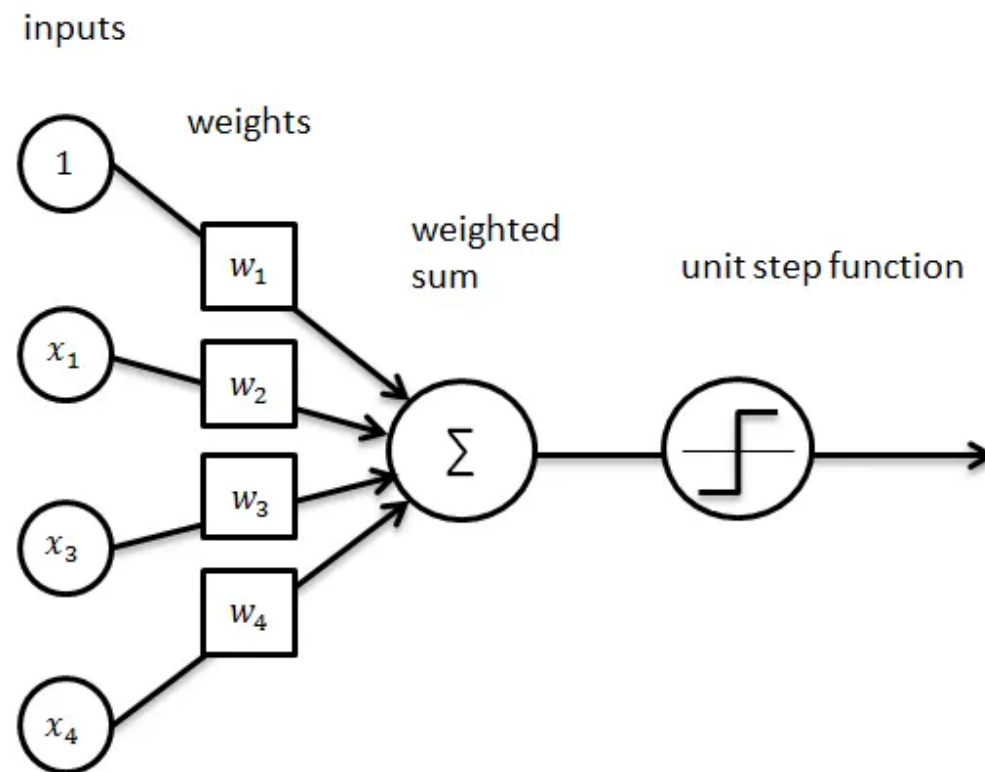 inputs
weights
1
w₁
weighted
sum
unit step function
x₁
w₂
∑
w₃
x₃
w₄
x₄